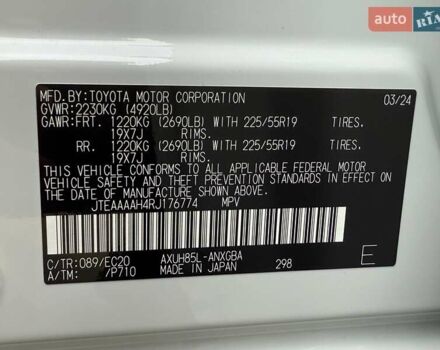 AUTO RIA
MFD.BY:TOYOTA MOTOR CORPORATION 03/24
GVWR:2230KG (4920LB)
GAWR:FRT. 1220KG (2690LB) WITH 225/55R19 TIRES.
19X7J RIMS.
RR. 1220KG (2690LB) WITH 225/55R19 TIRES.
19X7J RIMS.
THIS VEHICLE CONFORMS TO ALL APPLICABLE FEDERAL MOTOR
VEHICLE SAFETY, BUMPER, AND THEFT PREVENTION STANDARDS IN EFFECT
ON THE DATE OF MANUFACTURE SHOWN ABOVE.
JTEAAAAH4RJ176774 MPV
C/TR:089/EC20 AXUH85L-ANXGBA
A/TM: /P710 MADE IN JAPAN 298 E